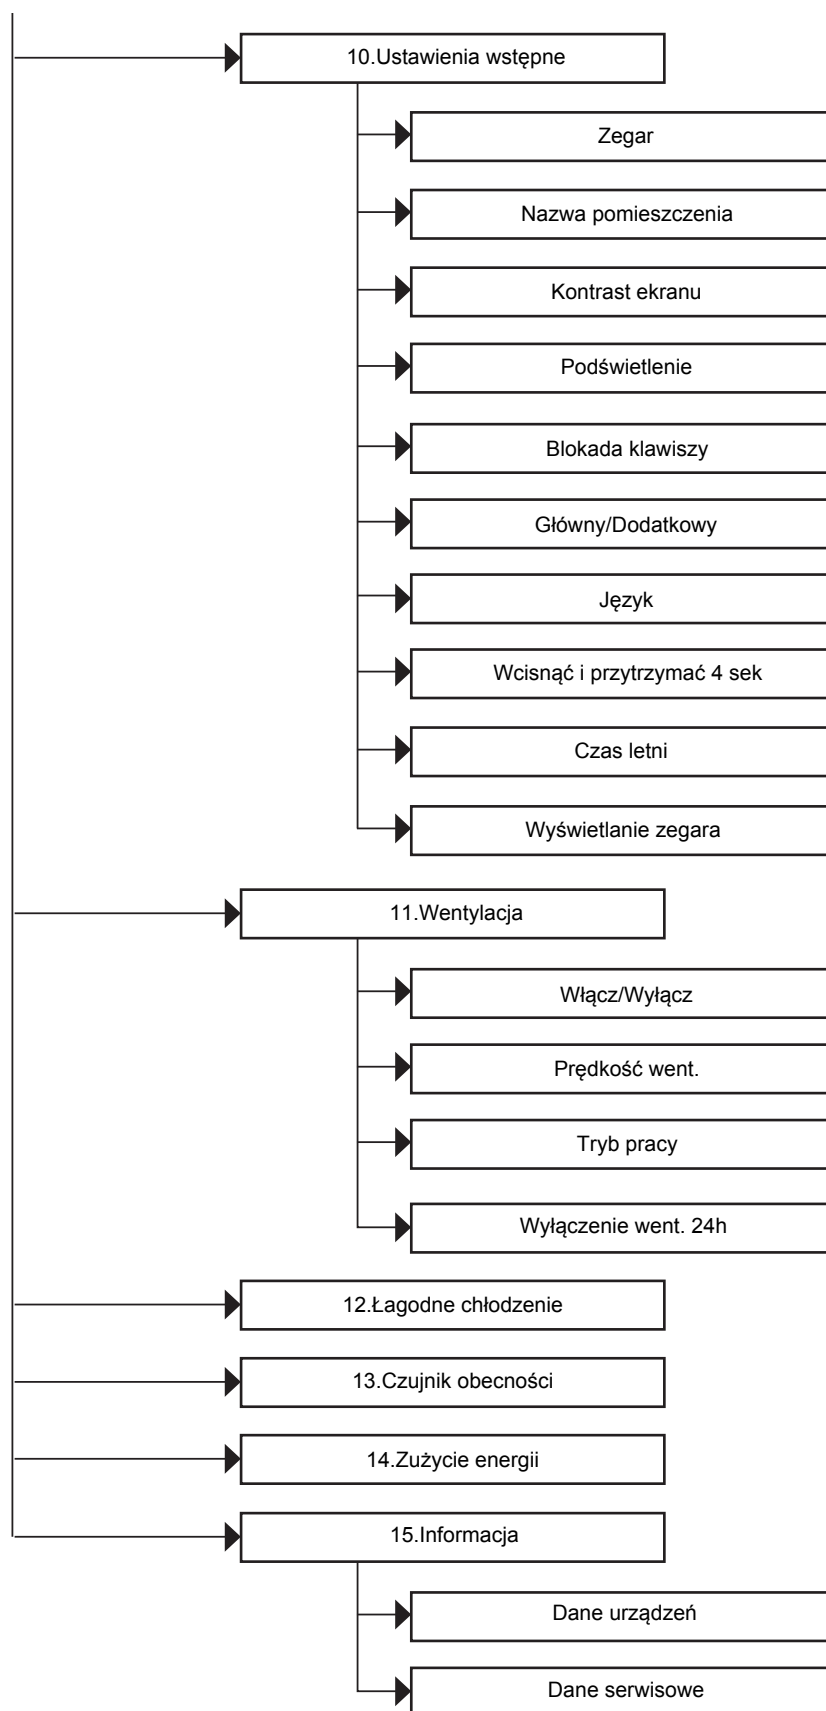 10.Ustawienia wstępne
Zegar
Nazwa pomieszczenia
Kontrast ekranu
Podświetlenie
Blokada klawiszy
Główny/Dodatkowy
Język
Wcisnąć i przytrzymać 4 sek
Czas letni
Wyświetlanie zegara
11.Wentylacja
Włącz/Wyłącz
Prędkość went.
Tryb pracy
Wyłączenie went. 24h
12.Łagodne chłodzenie
13.Czujnik obecności
14.Zużycie energii
15.Informacja
Dane urządzeń
Dane serwisowe